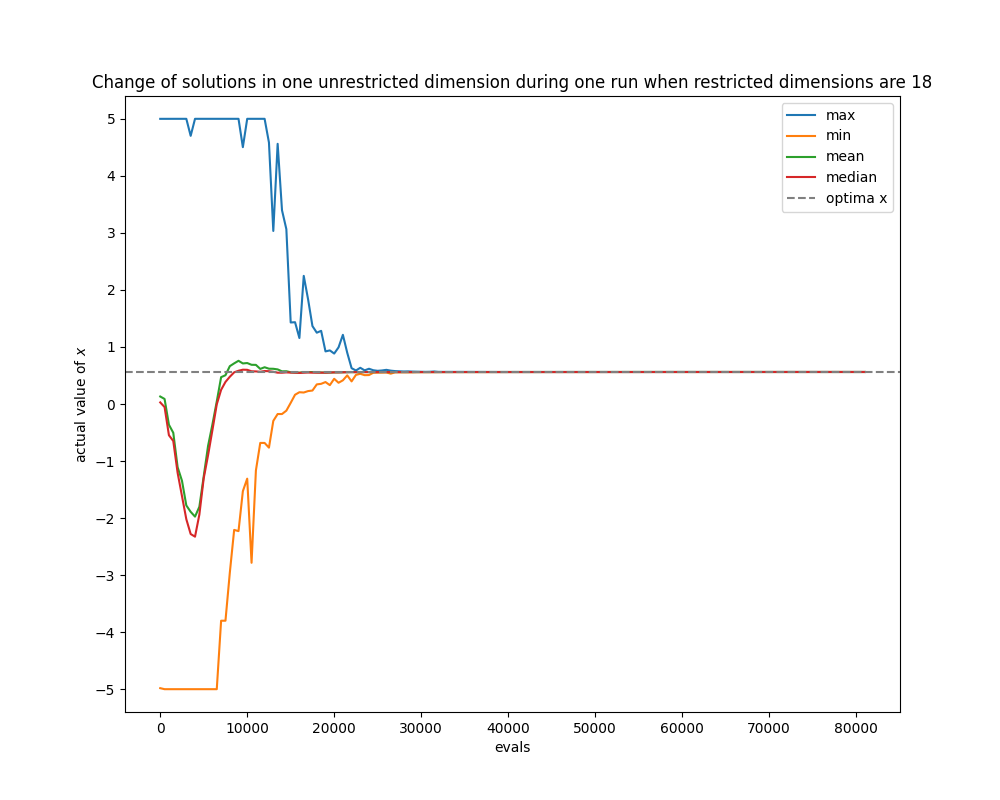 Change of solutions in one unrestricted dimension during one run when restricted dimensions are 18
max
min
mean
median
optima x
actual value of x
5
4
3
2
1
0
−1
−2
−3
−4
−5
0 10000 20000 30000 40000 50000 60000 70000 80000
evals